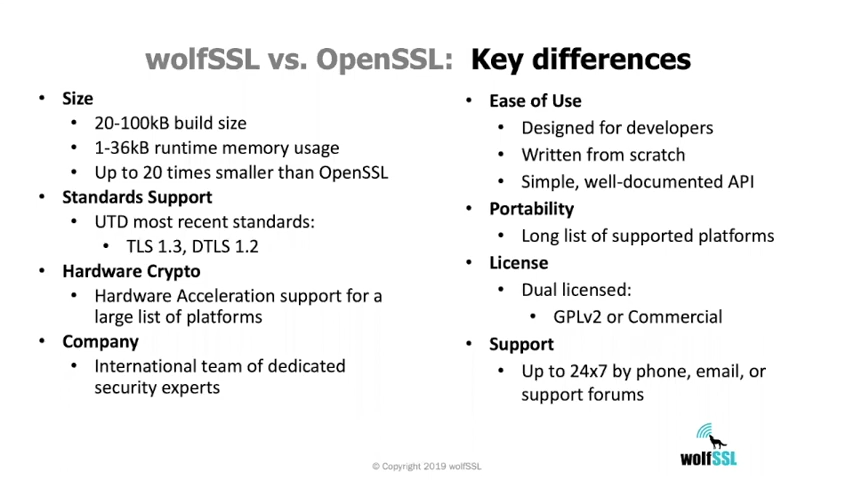 wolfSSL vs. OpenSSL: Key differences
• Size
• 20-100kB build size
• 1-36kB runtime memory usage
• Up to 20 times smaller than OpenSSL
• Standards Support
• UTD most recent standards:
• TLS 1.3, DTLS 1.2
• Hardware Crypto
• Hardware Acceleration support for a
large list of platforms
• Company
• International team of dedicated
security experts
• Ease of Use
• Designed for developers
• Written from scratch
• Simple, well-documented API
• Portability
• Long list of supported platforms
• License
• Dual licensed:
• GPLv2 or Commercial
• Support
• Up to 24x7 by phone, email, or
support forums
© Copyright 2019 wolfSSL
wolfSSL